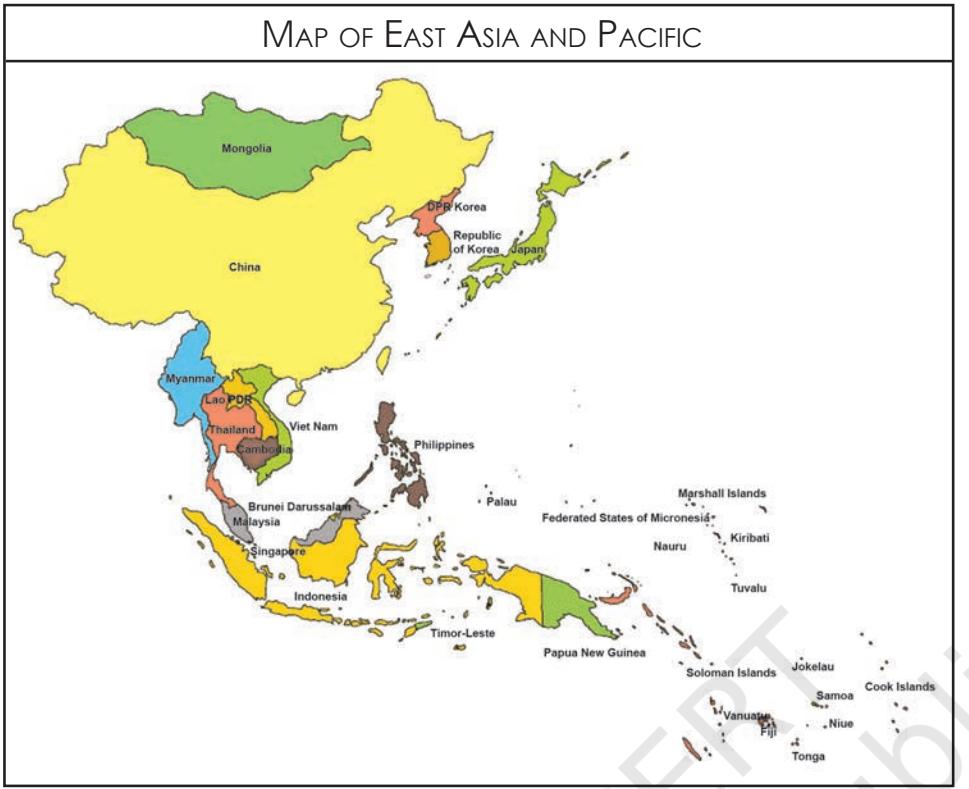 MAP OF EAST ASIA AND PACIFIC
Mongolia
DPR Korea
Republic
of Korea
Japan
China
Myanmar
Lao PDR
Thailand
Viet Nam
Cambodia
Philippines
Palau
Marshall Islands
Brunei Darussalam
Malaysia
Federated States of Micronesia
Kiribati
Nauru
Singapore
Tuvalu
Indonesia
Timor-Leste
Papua New Guinea
Soloman Islands
Jokelau
Cook Islands
Samoa
Vanuatu
Niue
Fiji
Tonga